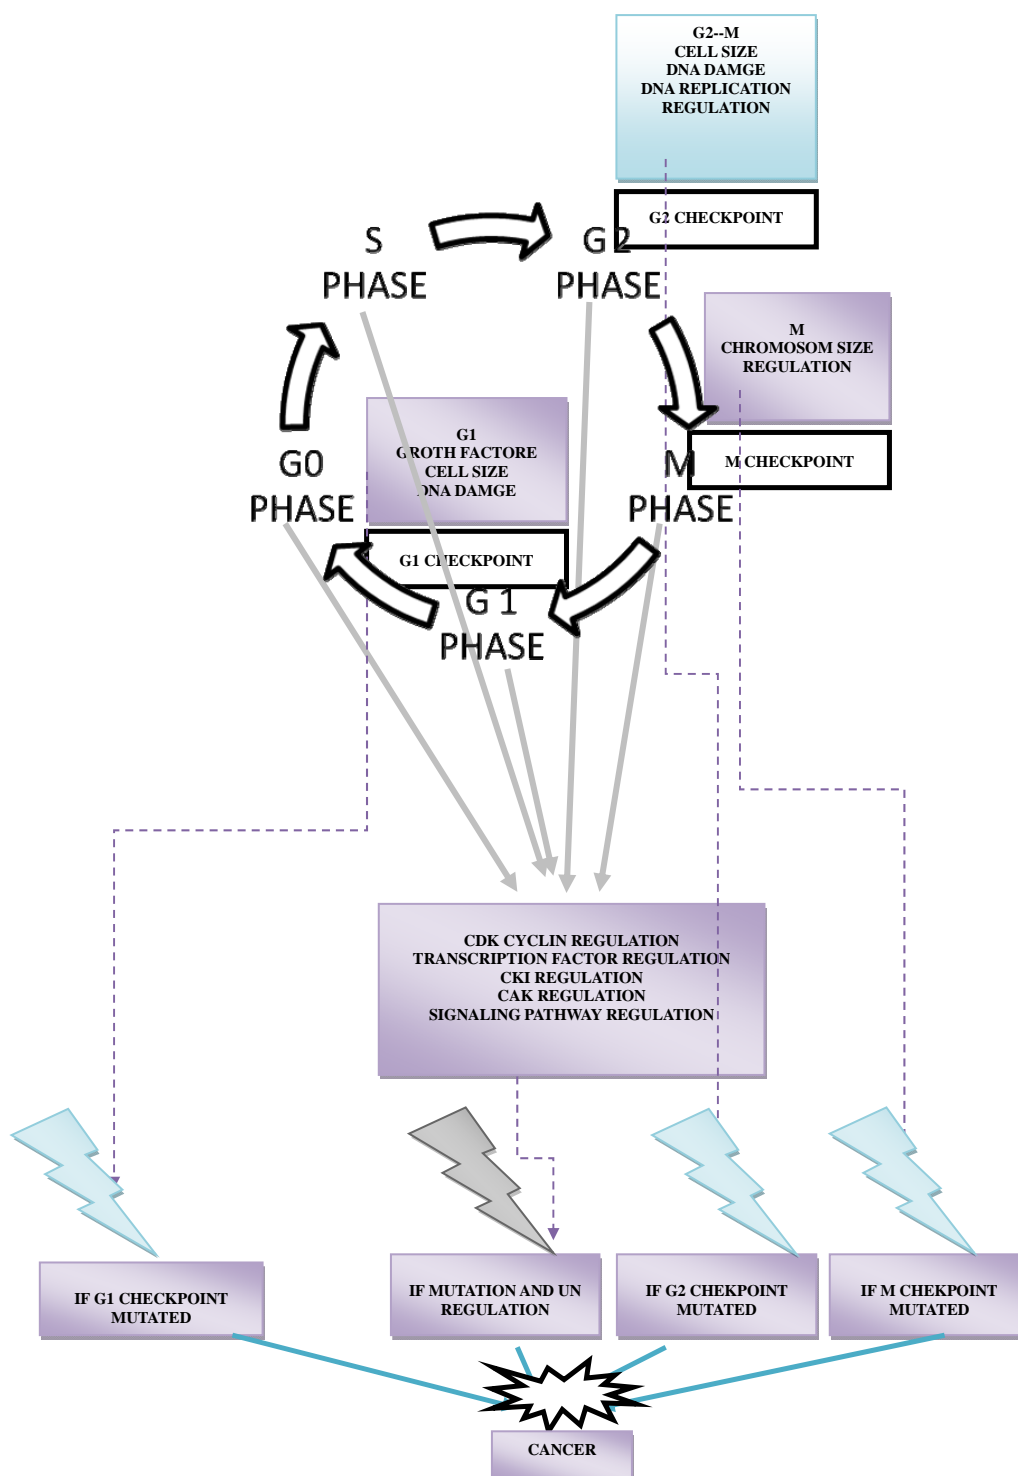 G2--M
CELL SIZE
DNA DAMGE
DNA REPLICATION
REGULATION
G2 CHECKPOINT
S
PHASE
G 2
PHASE
M
CHROMOSOM SIZE
REGULATION
G1
GROTH FACTORE
CELL SIZE
DNA DAMGE
G0
PHASE
M
PHASE
M CHECKPOINT
G1 CHECKPOINT
G 1
PHASE
CDK CYCLIN REGULATION
TRANSCRIPTION FACTOR REGULATION
CKI REGULATION
CAK REGULATION
SIGNALING PATHWAY REGULATION
IF G1 CHECKPOINT
MUTATED
IF MUTATION AND UN
REGULATION
IF G2 CHEKPOINT
MUTATED
IF M CHEKPOINT
MUTATED
CANCER